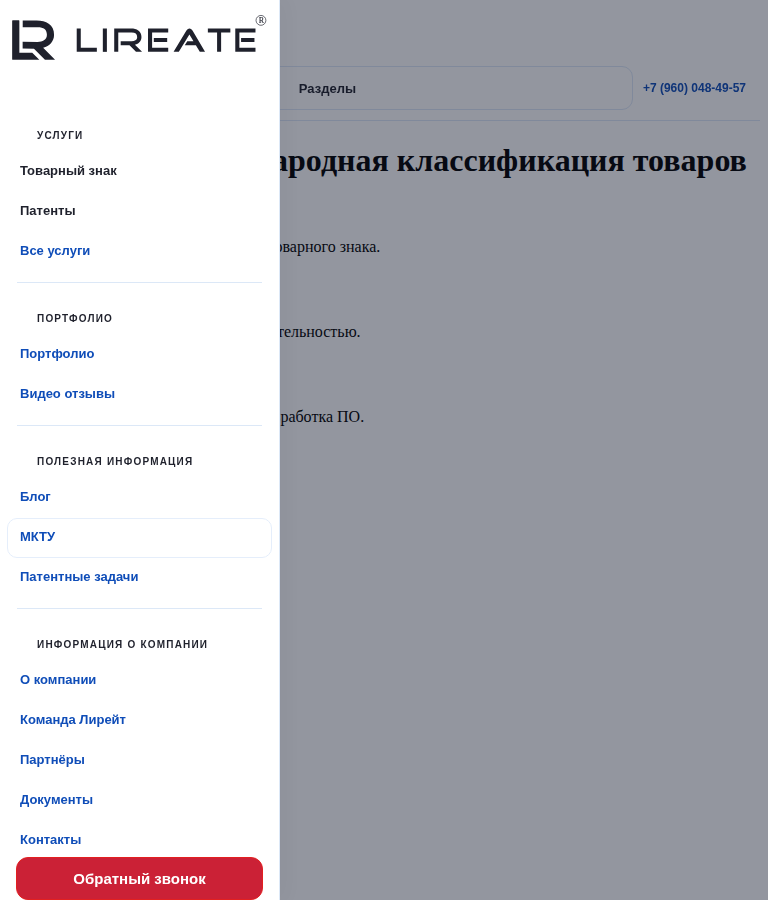 LR LIREATE®
УСЛУГИ
Товарный знак
Патенты
Все услуги
ПОРТФОЛИО
Портфолио
Видео отзывы
ПОЛЕЗНАЯ ИНФОРМАЦИЯ
Блог
МКТУ
Патентные задачи
ИНФОРМАЦИЯ О КОМПАНИИ
О компании
Команда Лирейт
Партнёры
Документы
Контакты
Обратный звонок
Разделы
+7 (960) 048-49-57
ародная классификация товаров
оварного знака.
тельностью.
работка ПО.